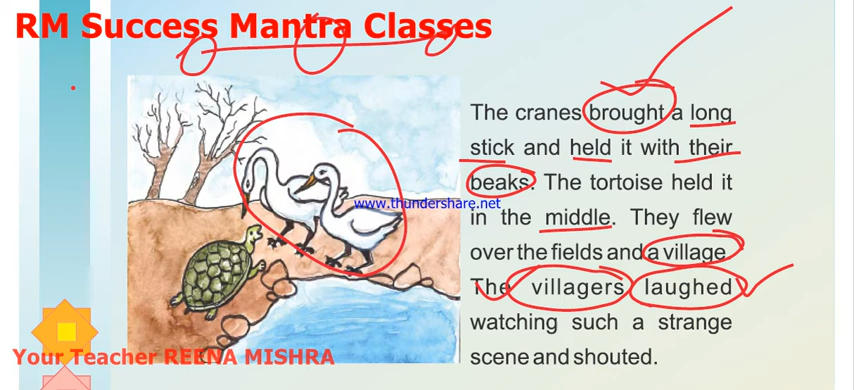 RM Success Mantra Classes
The cranes brought a long
stick and held it with their
beaks. The tortoise held it
www.thundershare.net
in the middle. They flew
over the fields and a village.
The villagers laughed
watching such a strange
scene and shouted.
Your Teacher REENA MISHRA